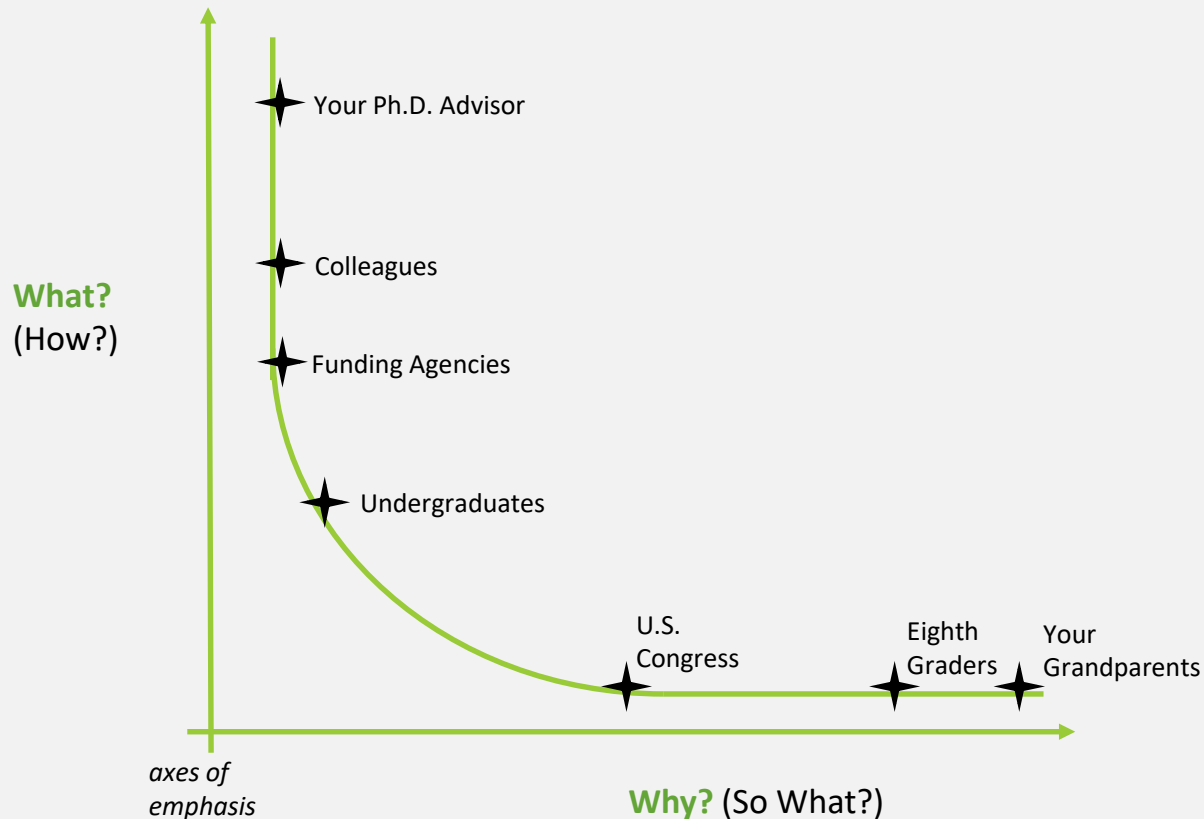 Your Ph.D. Advisor
Colleagues
What?
(How?)
Funding Agencies
Undergraduates
U.S.
Congress
Eighth
Graders
Your
Grandparents
axes of
emphasis
Why? (So What?)